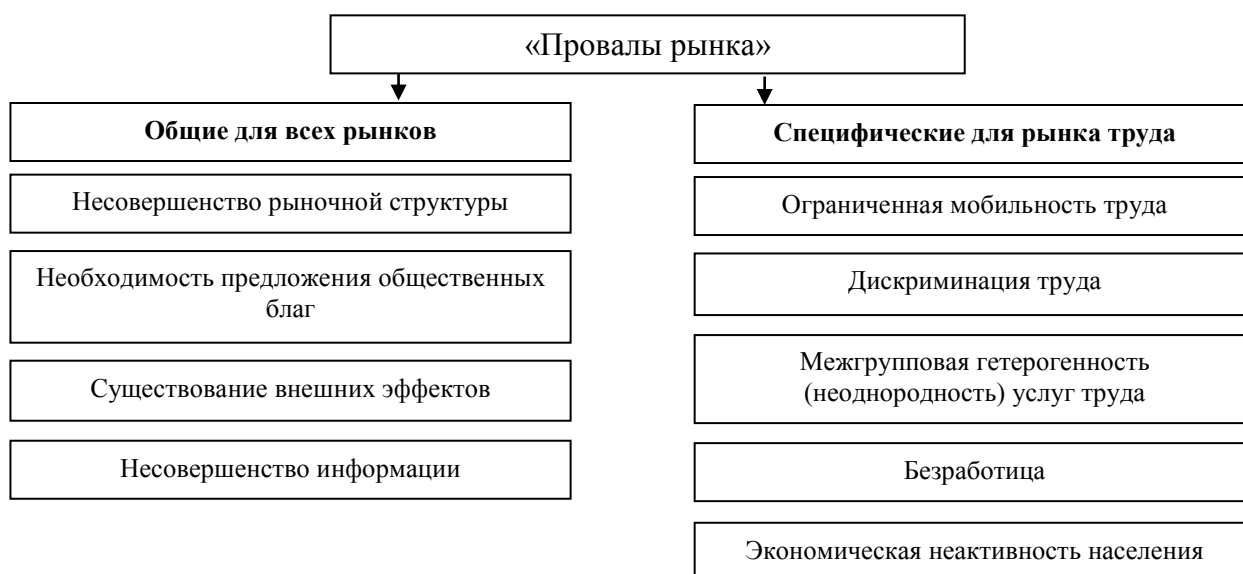 «Провалы рынка»
Общие для всех рынков
Несовершенство рыночной структуры
Необходимость предложения общественных
благ
Существование внешних эффектов
Несовершенство информации
Специфические для рынка труда
Ограниченная мобильность труда
Дискриминация труда
Межгрупповая гетерогенность
(неоднородность) услуг труда
Безработица
Экономическая неактивность населения